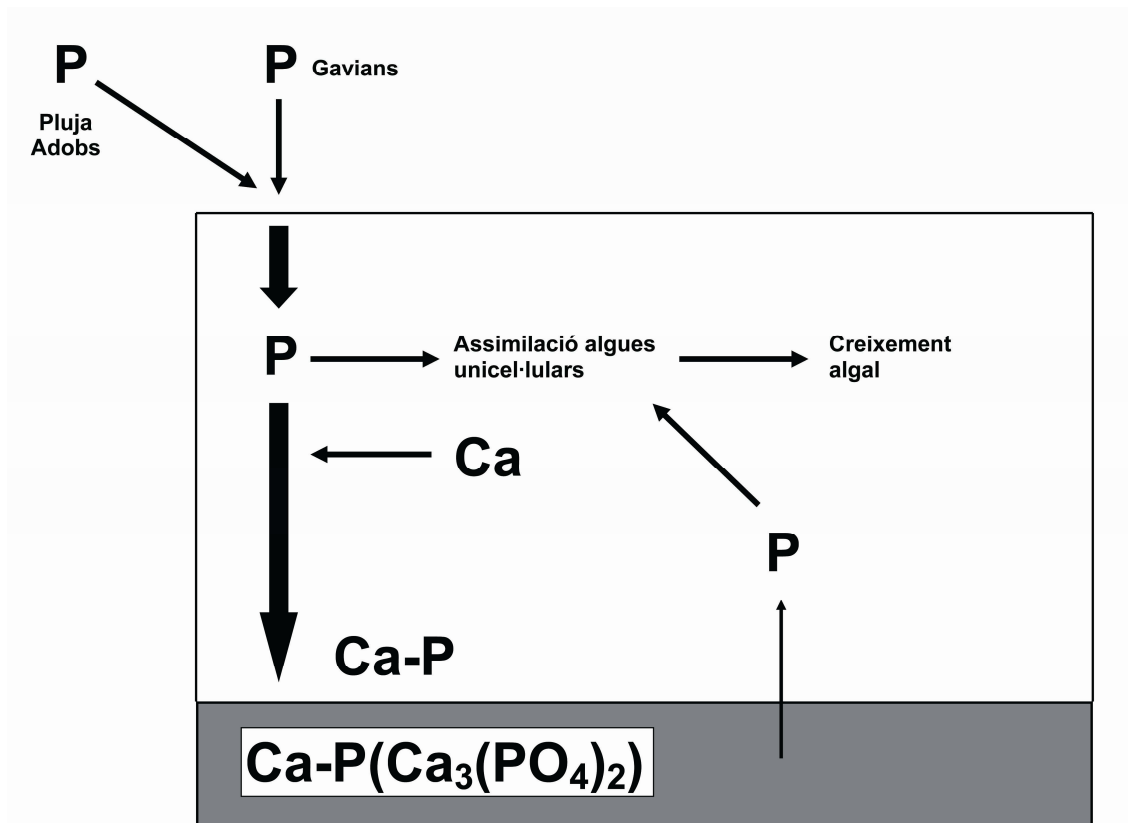 P
P Gavians
Pluja
Adobs
P
Assimilació algues
unicel·lulars
Creixement
algal
Ca
P
Ca-P
Ca-P(Ca₃(PO₄)₂)